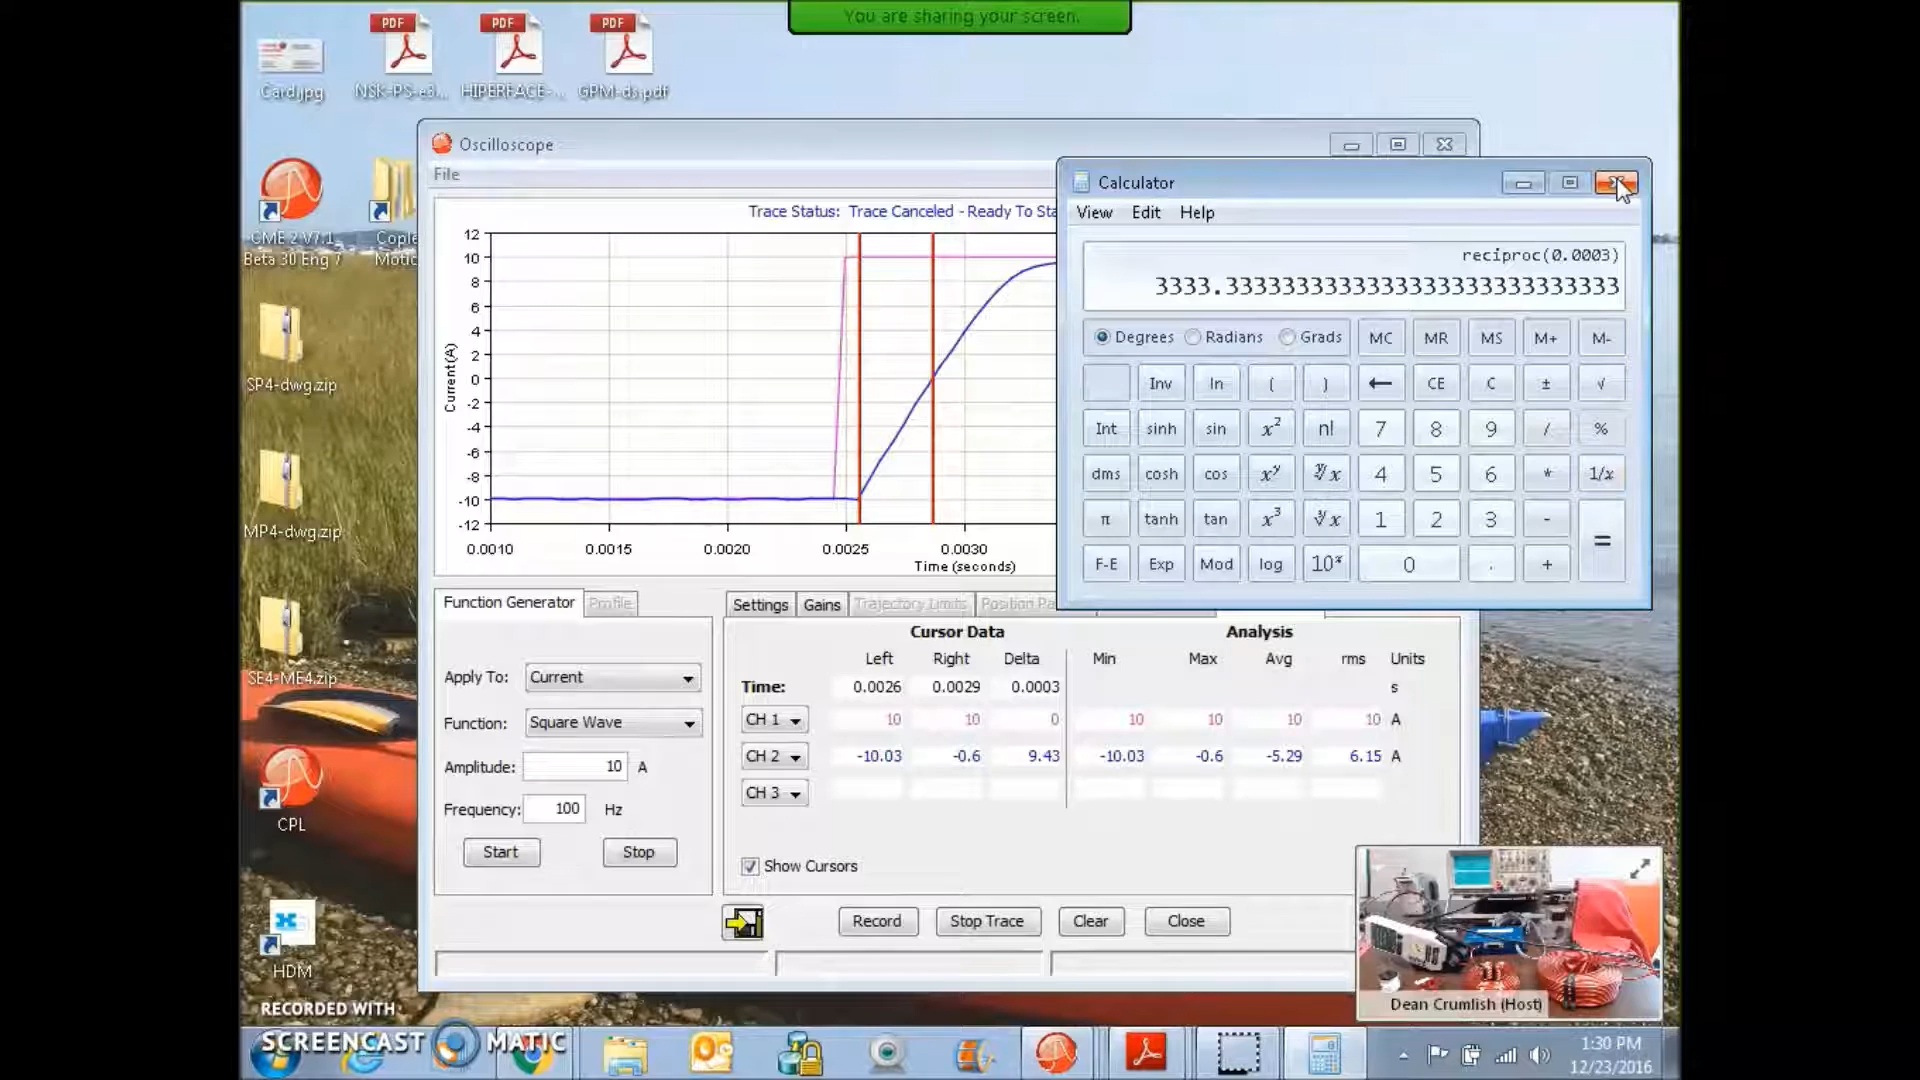 You are sharing your screen.
Card.jpg
NSK-PS-e3...
HIPERFACE-...
GPM-ds.pdf
PDF
PDF
PDF
Oscilloscope
File
Calculator
View Edit Help
CME 2 V7.1
Beta 30 Eng 7
Cople
Motic
Trace Status: Trace Canceled - Ready To Sta
reciproc(0.0003)
Degrees Radians Grads MC MR MS M+ M-
Inv ln ( ) ← CE C ± √
Int sinh sin x² n! 7 8 9 / %
dms cosh cos xʸ ʸ√x 4 5 6 * 1/x
π tanh tan x³ ³√x 1 2 3 - =
F-E Exp Mod log 10ˣ 0 . +
Current(A)
12
10
8
6
4
2
0
-2
-4
-6
-8
-10
-12
0.0010 0.0015 0.0020 0.0025 0.0030
Time (seconds)
SP4-dwg.zip
MP4-dwg.zip
SE4-ME4.zip
CPL
HDM
Function Generator Profile
Apply To: Current
Function: Square Wave
Amplitude: 10 A
Frequency: 100 Hz
Start Stop
Settings Gains Trajectory Limits Position Pa
Cursor Data Analysis
Left Right Delta Min Max Avg rms Units
Time: 0.0026 0.0029 0.0003 s
CH 1 10 10 0 10 10 10 10 A
CH 2 -10.03 -0.6 9.43 -10.03 -0.6 -5.29 6.15 A
CH 3
Show Cursors
Record Stop Trace Clear Close
Dean Crumlish (Host)
RECORDED WITH
SCREENCAST MATIC
1:30 PM
12/23/2016